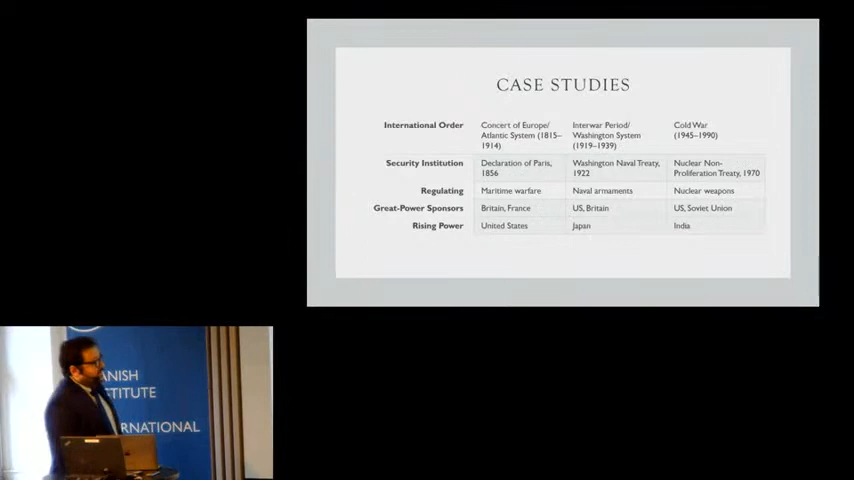 CASE STUDIES
International Order Concert of Europe/ Interwar Period/ Cold War
Atlantic System (1815– Washington System (1945–1990)
1914) (1919–1939)
Security Institution Declaration of Paris, Washington Naval Treaty, Nuclear Non-
1856 1922 Proliferation Treaty, 1970
Regulating Maritime warfare Naval armaments Nuclear weapons
Great-Power Sponsors Britain, France US, Britain US, Soviet Union
Rising Power United States Japan India
ANISH
STITUTE
RNATIONAL